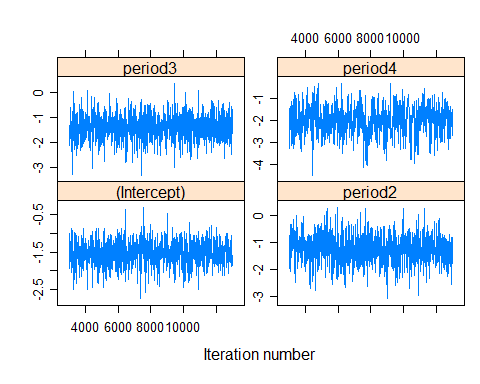 4000 6000 8000 10000
period3 period4
0 -1 -2 -3
-1 -2 -3 -4
(Intercept) period2
-0.5 -1.5 -2.5
0 -1 -2 -3
4000 6000 8000 10000
Iteration number